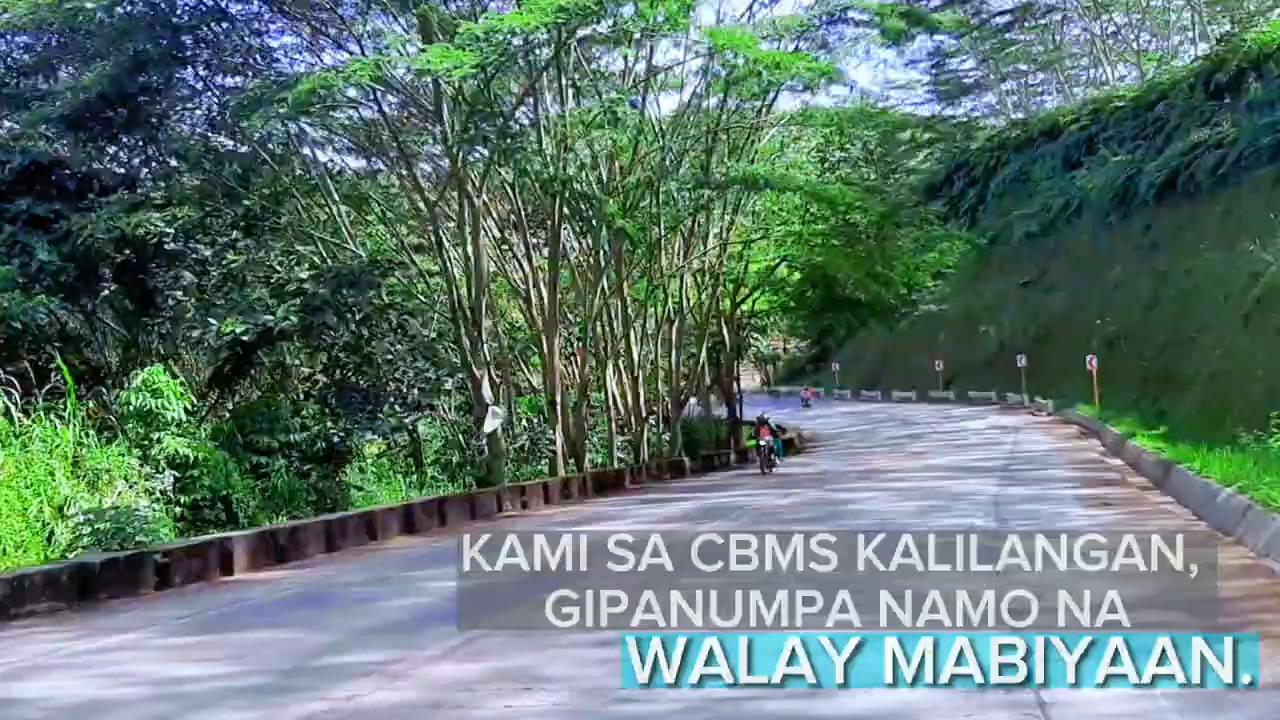 KAMI SA CBMS KALILANGAN,
GIPANUMPA NAMO NA
WALAY MABIYAAN.